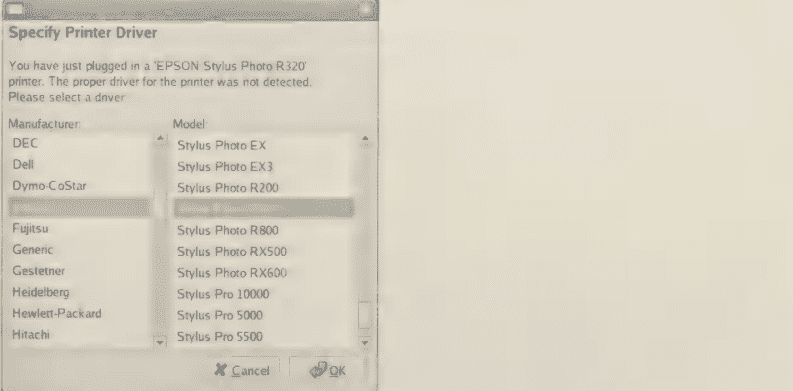 Specify Printer Driver
You have just plugged in a 'EPSON Stylus Photo R320'
printer. The proper driver for the printer was not detected.
Please select a driver
Manufacturer:
DEC
Dell
Dymo-CoStar
Fujitsu
Generic
Gestetner
Heidelberg
Hewlett-Packard
Hitachi
Model:
Stylus Photo EX
Stylus Photo EX3
Stylus Photo R200
Stylus Photo R800
Stylus Photo RX500
Stylus Photo RX600
Stylus Pro 10000
Stylus Pro 5000
Stylus Pro 5500
Cancel
OK